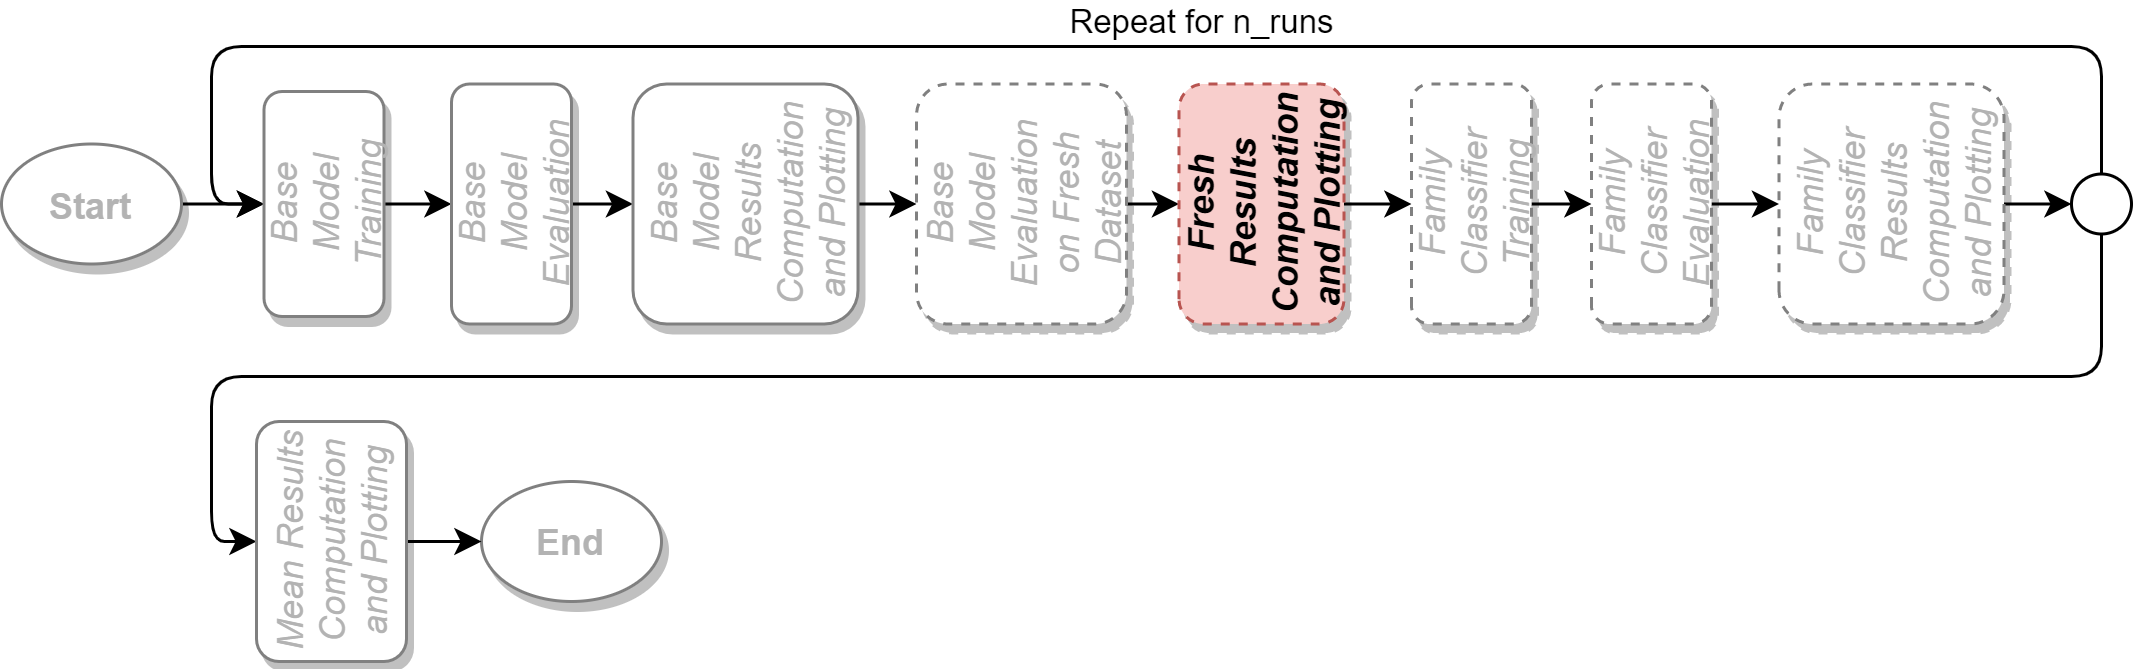 Repeat for n_runs
Start
Base
Model
Training
Base
Model
Evaluation
Base
Model
Results
Computation
and Plotting
Base
Model
Evaluation
on Fresh
Dataset
Fresh
Results
Computation
and Plotting
Family
Classifier
Training
Family
Classifier
Evaluation
Family
Classifier
Results
Computation
and Plotting
Mean Results
Computation
and Plotting
End